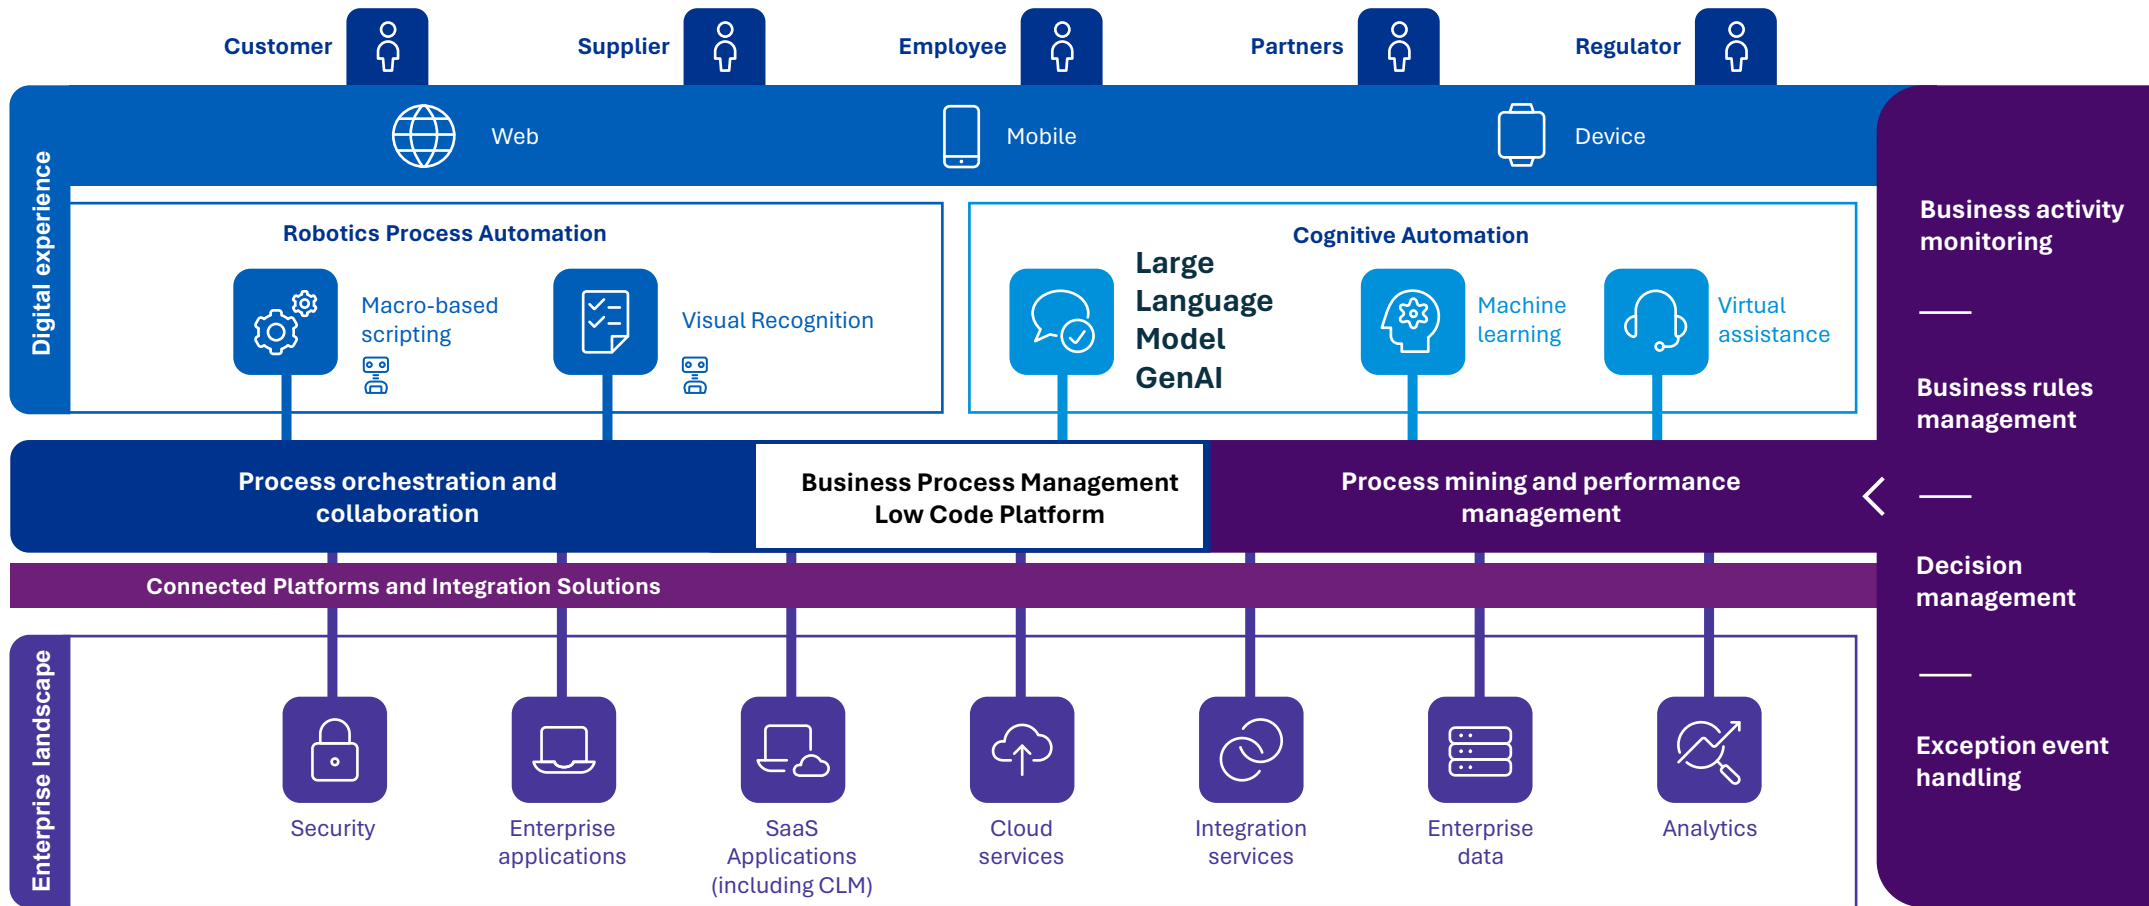 Customer
Supplier
Employee
Partners
Regulator
Web
Mobile
Device
Digital experience
Robotics Process Automation
Macro-based
scripting
Visual Recognition
Cognitive Automation
Large
Language
Model
GenAI
Machine
learning
Virtual
assistance
Process orchestration and
collaboration
Business Process Management
Low Code Platform
Process mining and performance
management
Connected Platforms and Integration Solutions
Enterprise landscape
Security
Enterprise
applications
SaaS
Applications
(including CLM)
Cloud
services
Integration
services
Enterprise
data
Analytics
Business activity
monitoring
Business rules
management
Decision
management
Exception event
handling